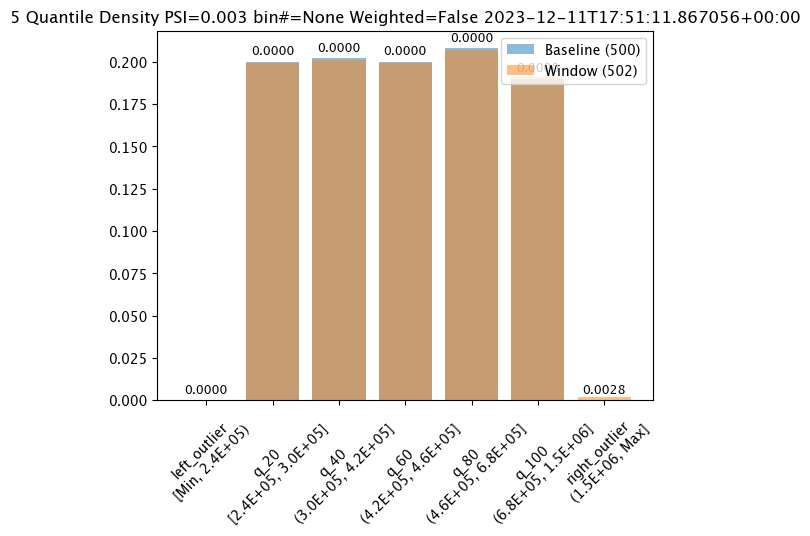 5 Quantile Density PSI=0.003 bin#=None Weighted=False 2023-12-11T17:51:11.867056+00:00
Baseline (500)
Window (502)
0.0000
0.0000
0.0000
0.0000
0.0000
0.0000
0.0028
0.200
0.175
0.150
0.125
0.100
0.075
0.050
0.025
0.000
left_outlier
[Min, 2.4E+05)
q_20
[2.4E+05, 3.0E+05]
q_40
(3.0E+05, 4.2E+05]
q_60
(4.2E+05, 4.6E+05]
q_80
(4.6E+05, 6.8E+05]
q_100
(6.8E+05, 1.5E+06]
right_outlier
(1.5E+06, Max]